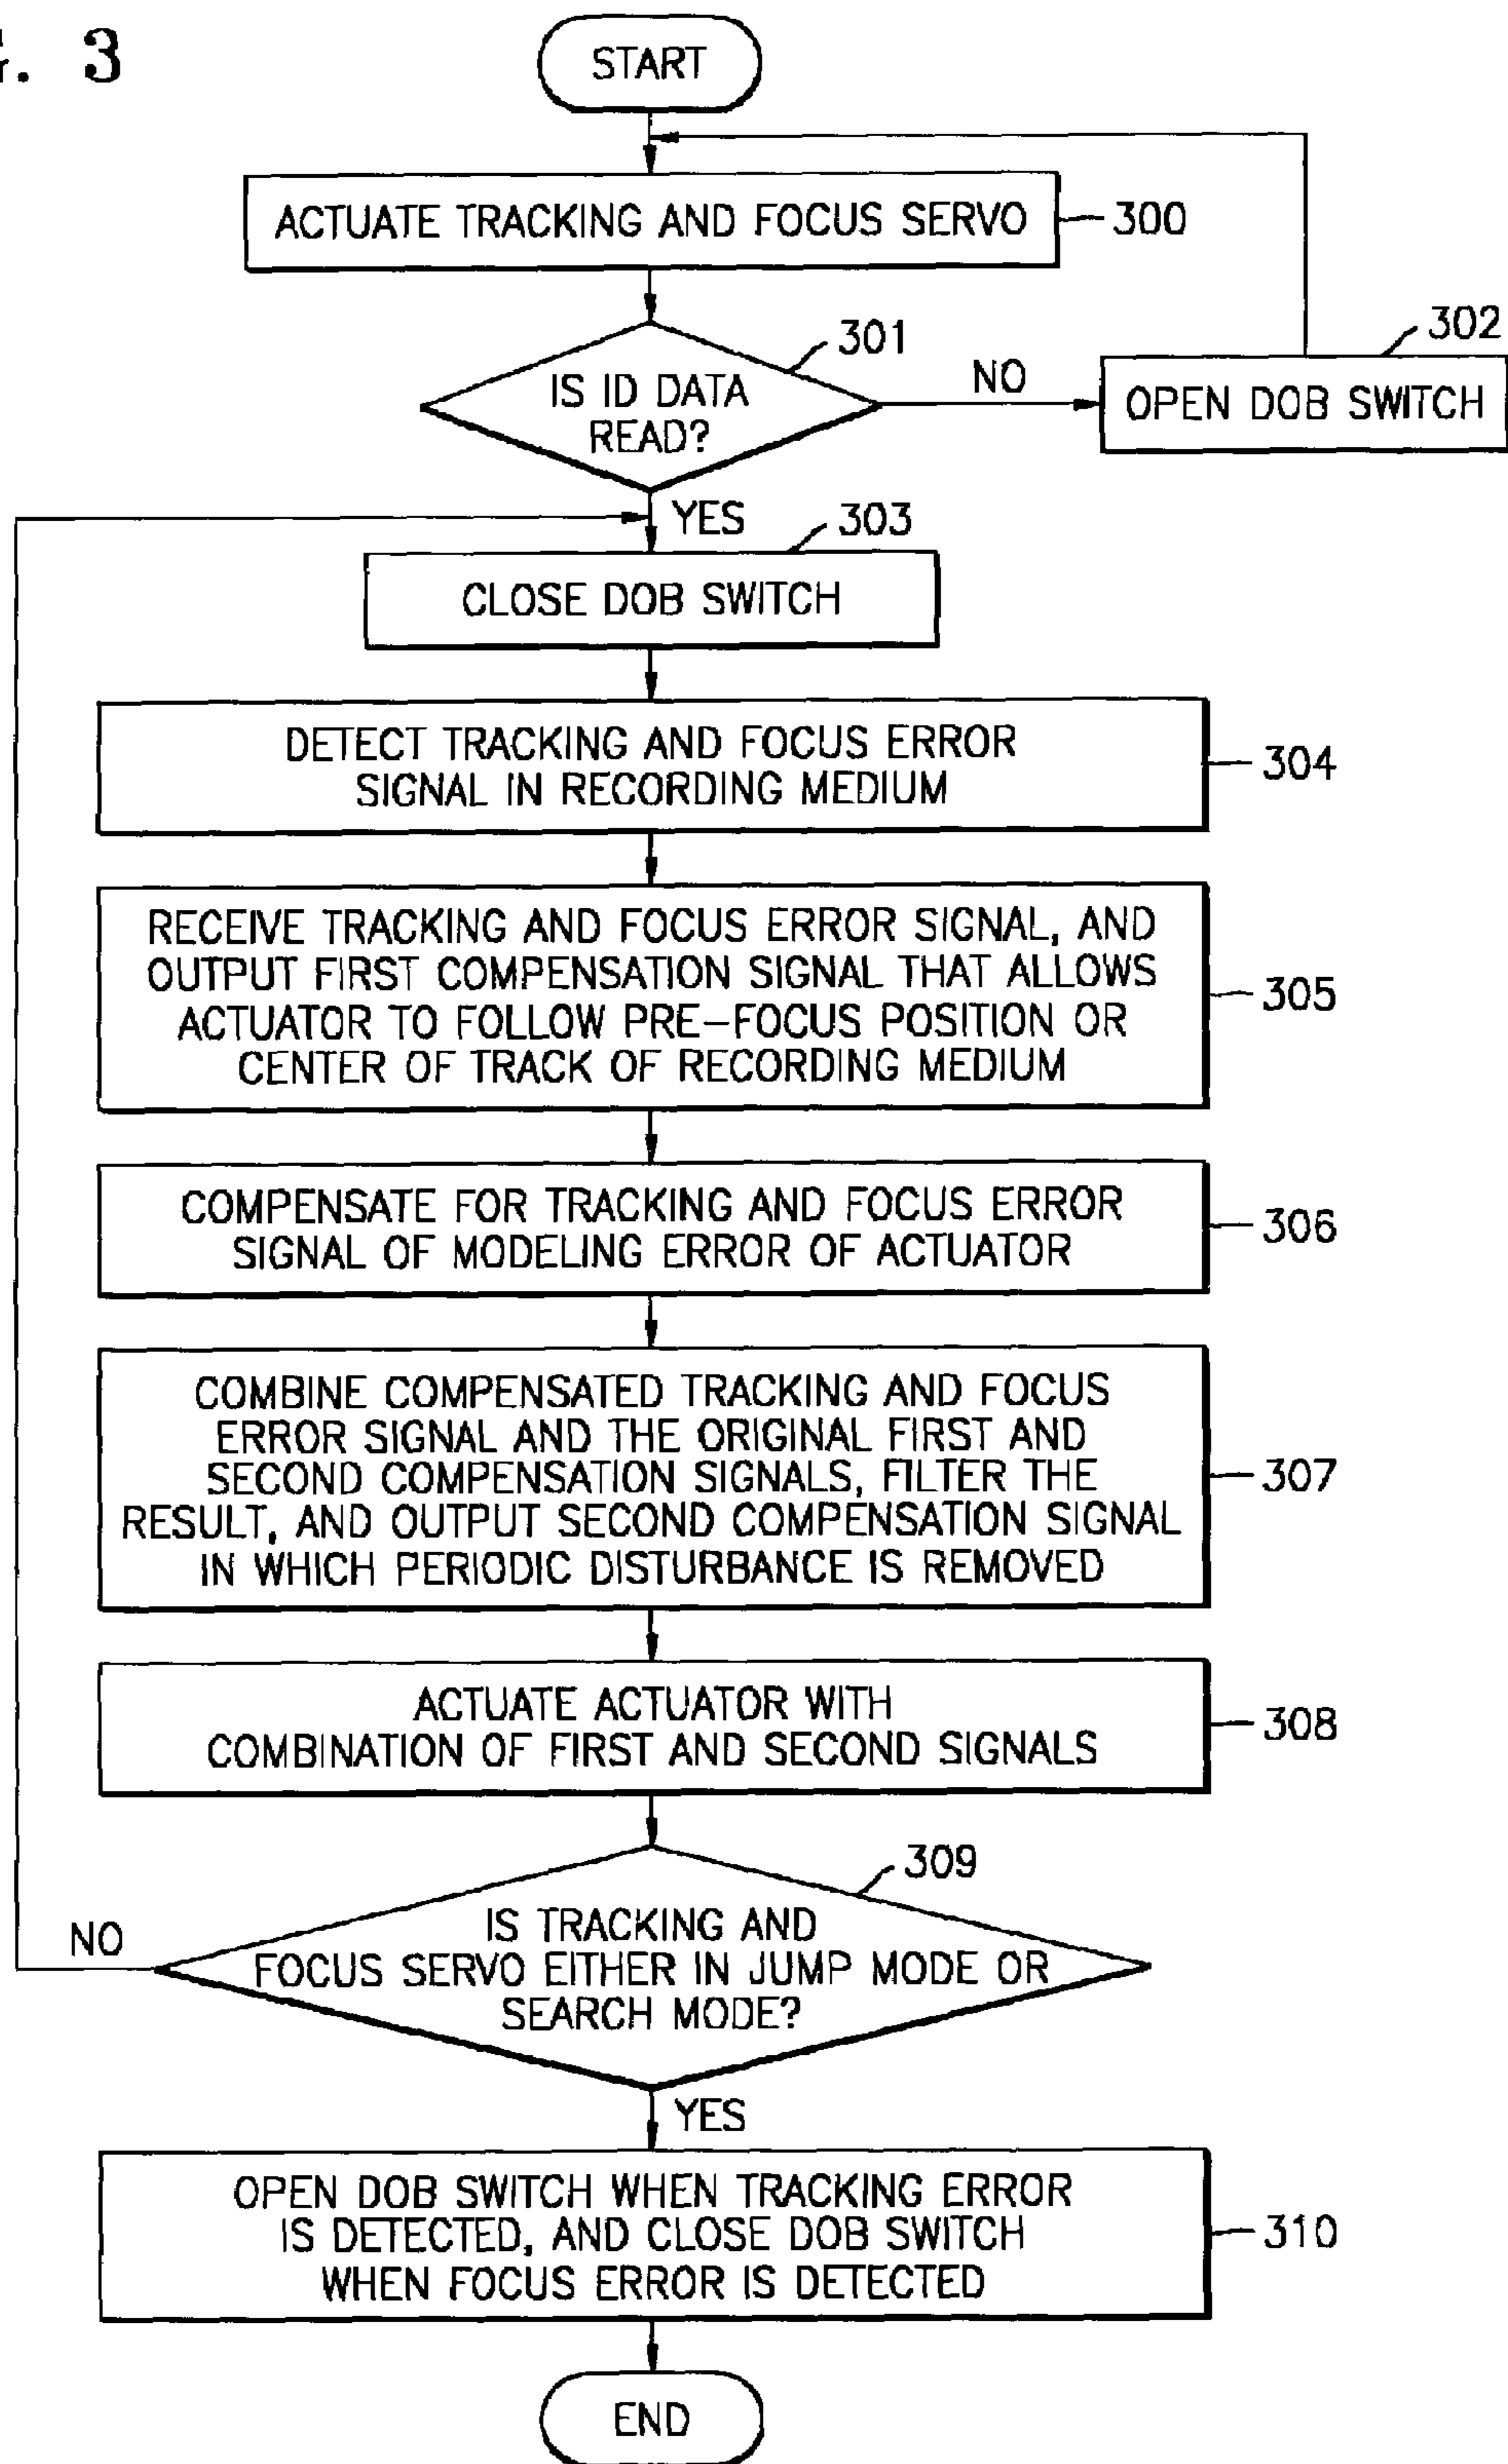 . 3
START
ACTUATE TRACKING AND FOCUS SERVO
300
301
IS ID DATA
READ?
NO
302
OPEN DOB SWITCH
YES
303
CLOSE DOB SWITCH
DETECT TRACKING AND FOCUS ERROR
SIGNAL IN RECORDING MEDIUM
304
RECEIVE TRACKING AND FOCUS ERROR SIGNAL, AND
OUTPUT FIRST COMPENSATION SIGNAL THAT ALLOWS
ACTUATOR TO FOLLOW PRE-FOCUS POSITION OR
CENTER OF TRACK OF RECORDING MEDIUM
305
COMPENSATE FOR TRACKING AND FOCUS ERROR
SIGNAL OF MODELING ERROR OF ACTUATOR
306
COMBINE COMPENSATED TRACKING AND FOCUS
ERROR SIGNAL AND THE ORIGINAL FIRST AND
SECOND COMPENSATION SIGNALS, FILTER THE
RESULT, AND OUTPUT SECOND COMPENSATION SIGNAL
IN WHICH PERIODIC DISTURBANCE IS REMOVED
307
ACTUATE ACTUATOR WITH
COMBINATION OF FIRST AND SECOND SIGNALS
308
309
IS TRACKING AND
FOCUS SERVO EITHER IN JUMP MODE OR
SEARCH MODE?
NO
YES
OPEN DOB SWITCH WHEN TRACKING ERROR
IS DETECTED, AND CLOSE DOB SWITCH
WHEN FOCUS ERROR IS DETECTED
310
END